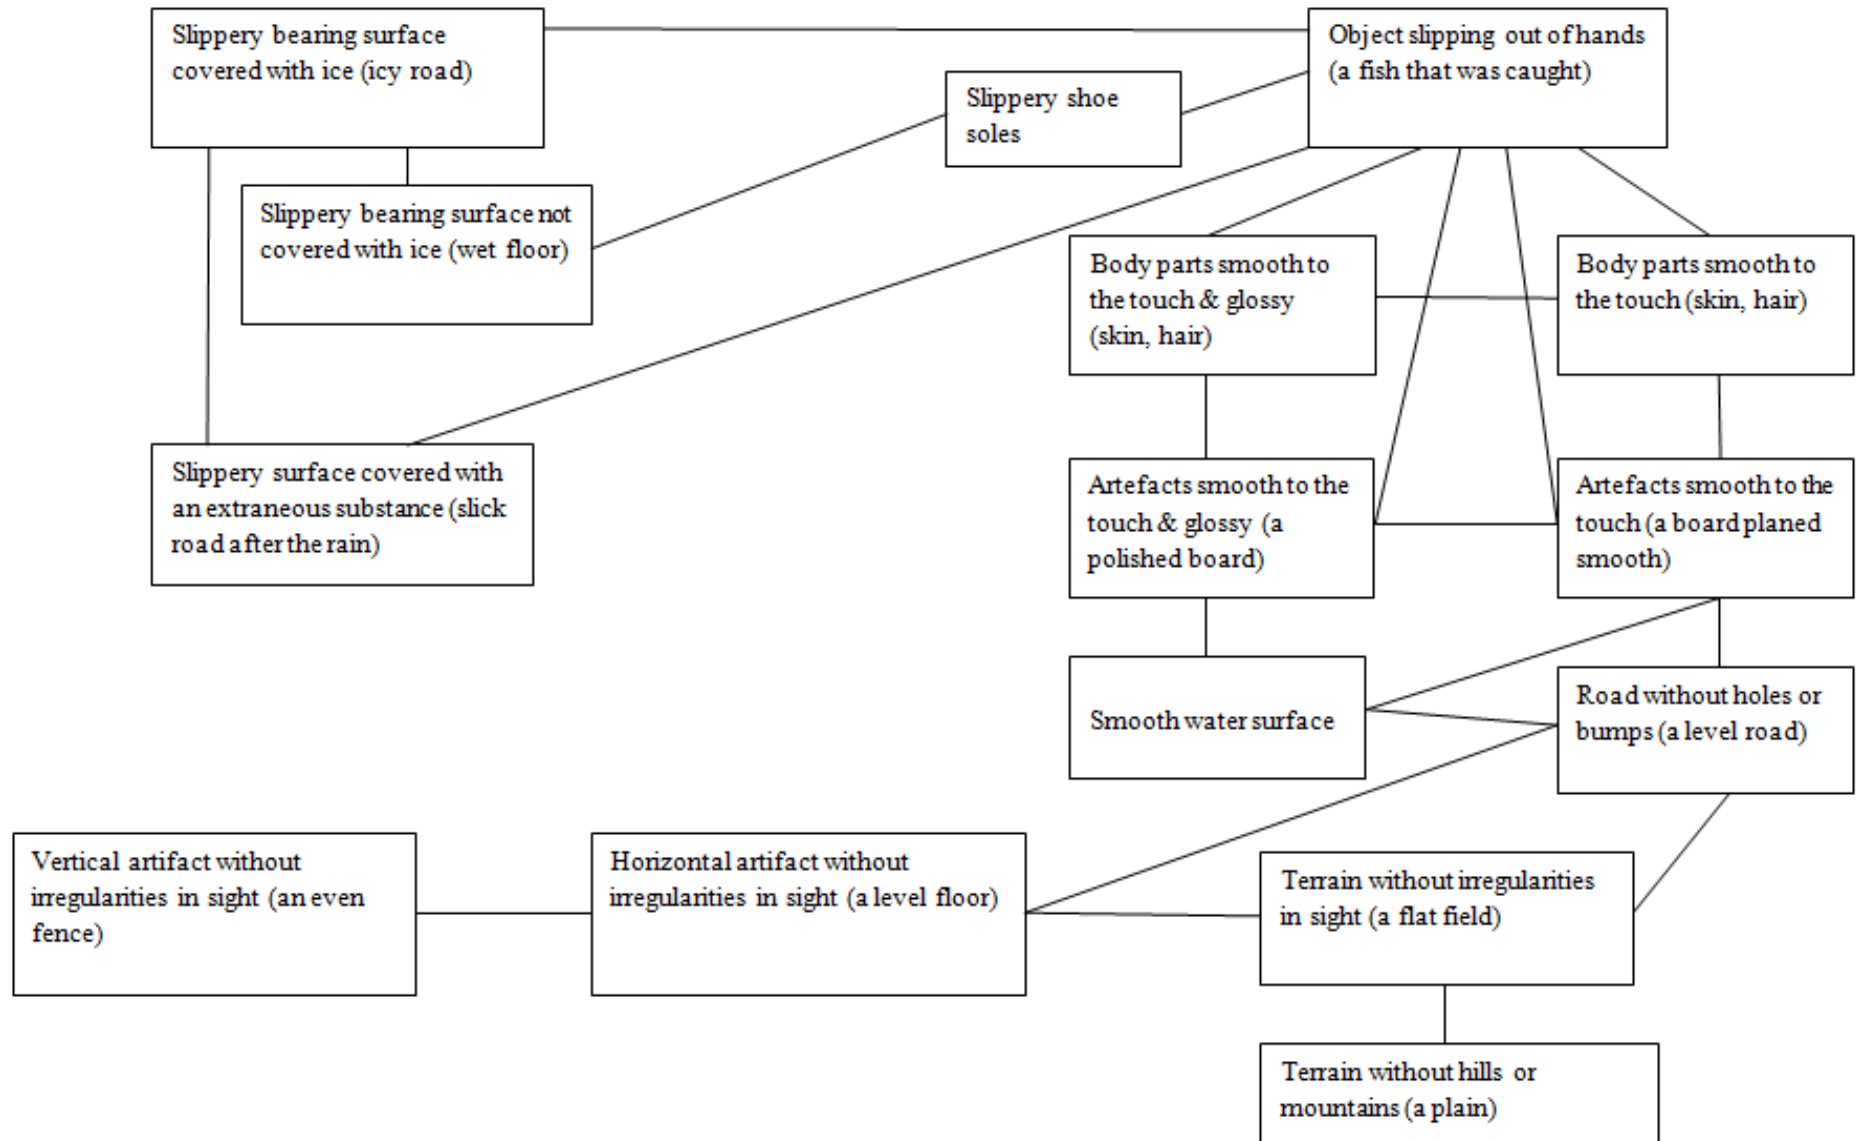 Slippery bearing surface
covered with ice (icy road)
Object slipping out of hands
(a fish that was caught)
Slippery shoe
soles
Slippery bearing surface not
covered with ice (wet floor)
Body parts smooth to
the touch & glossy
(skin, hair)
Body parts smooth to
the touch (skin, hair)
Slippery surface covered with
an extraneous substance (slick
road after the rain)
Artefacts smooth to the
touch & glossy (a
polished board)
Artefacts smooth to the
touch (a board planed
smooth)
Smooth water surface
Road without holes or
bumps (a level road)
Vertical artifact without
irregularities in sight (an even
fence)
Horizontal artifact without
irregularities in sight (a level floor)
Terrain without irregularities
in sight (a flat field)
Terrain without hills or
mountains (a plain)